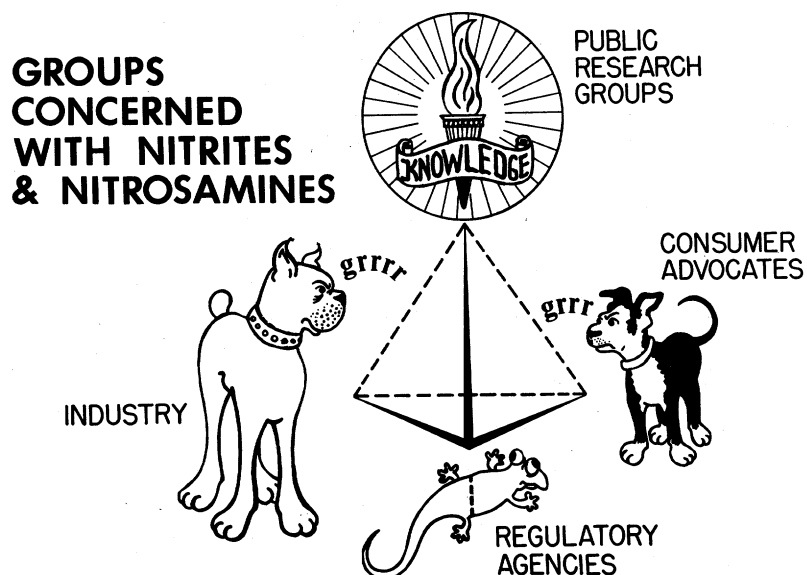 GROUPS
CONCERNED
WITH NITRITES
& NITROSAMINES
PUBLIC
RESEARCH
GROUPS
KNOWLEDGE
grrrr
CONSUMER
ADVOCATES
grrr
INDUSTRY
REGULATORY
AGENCIES